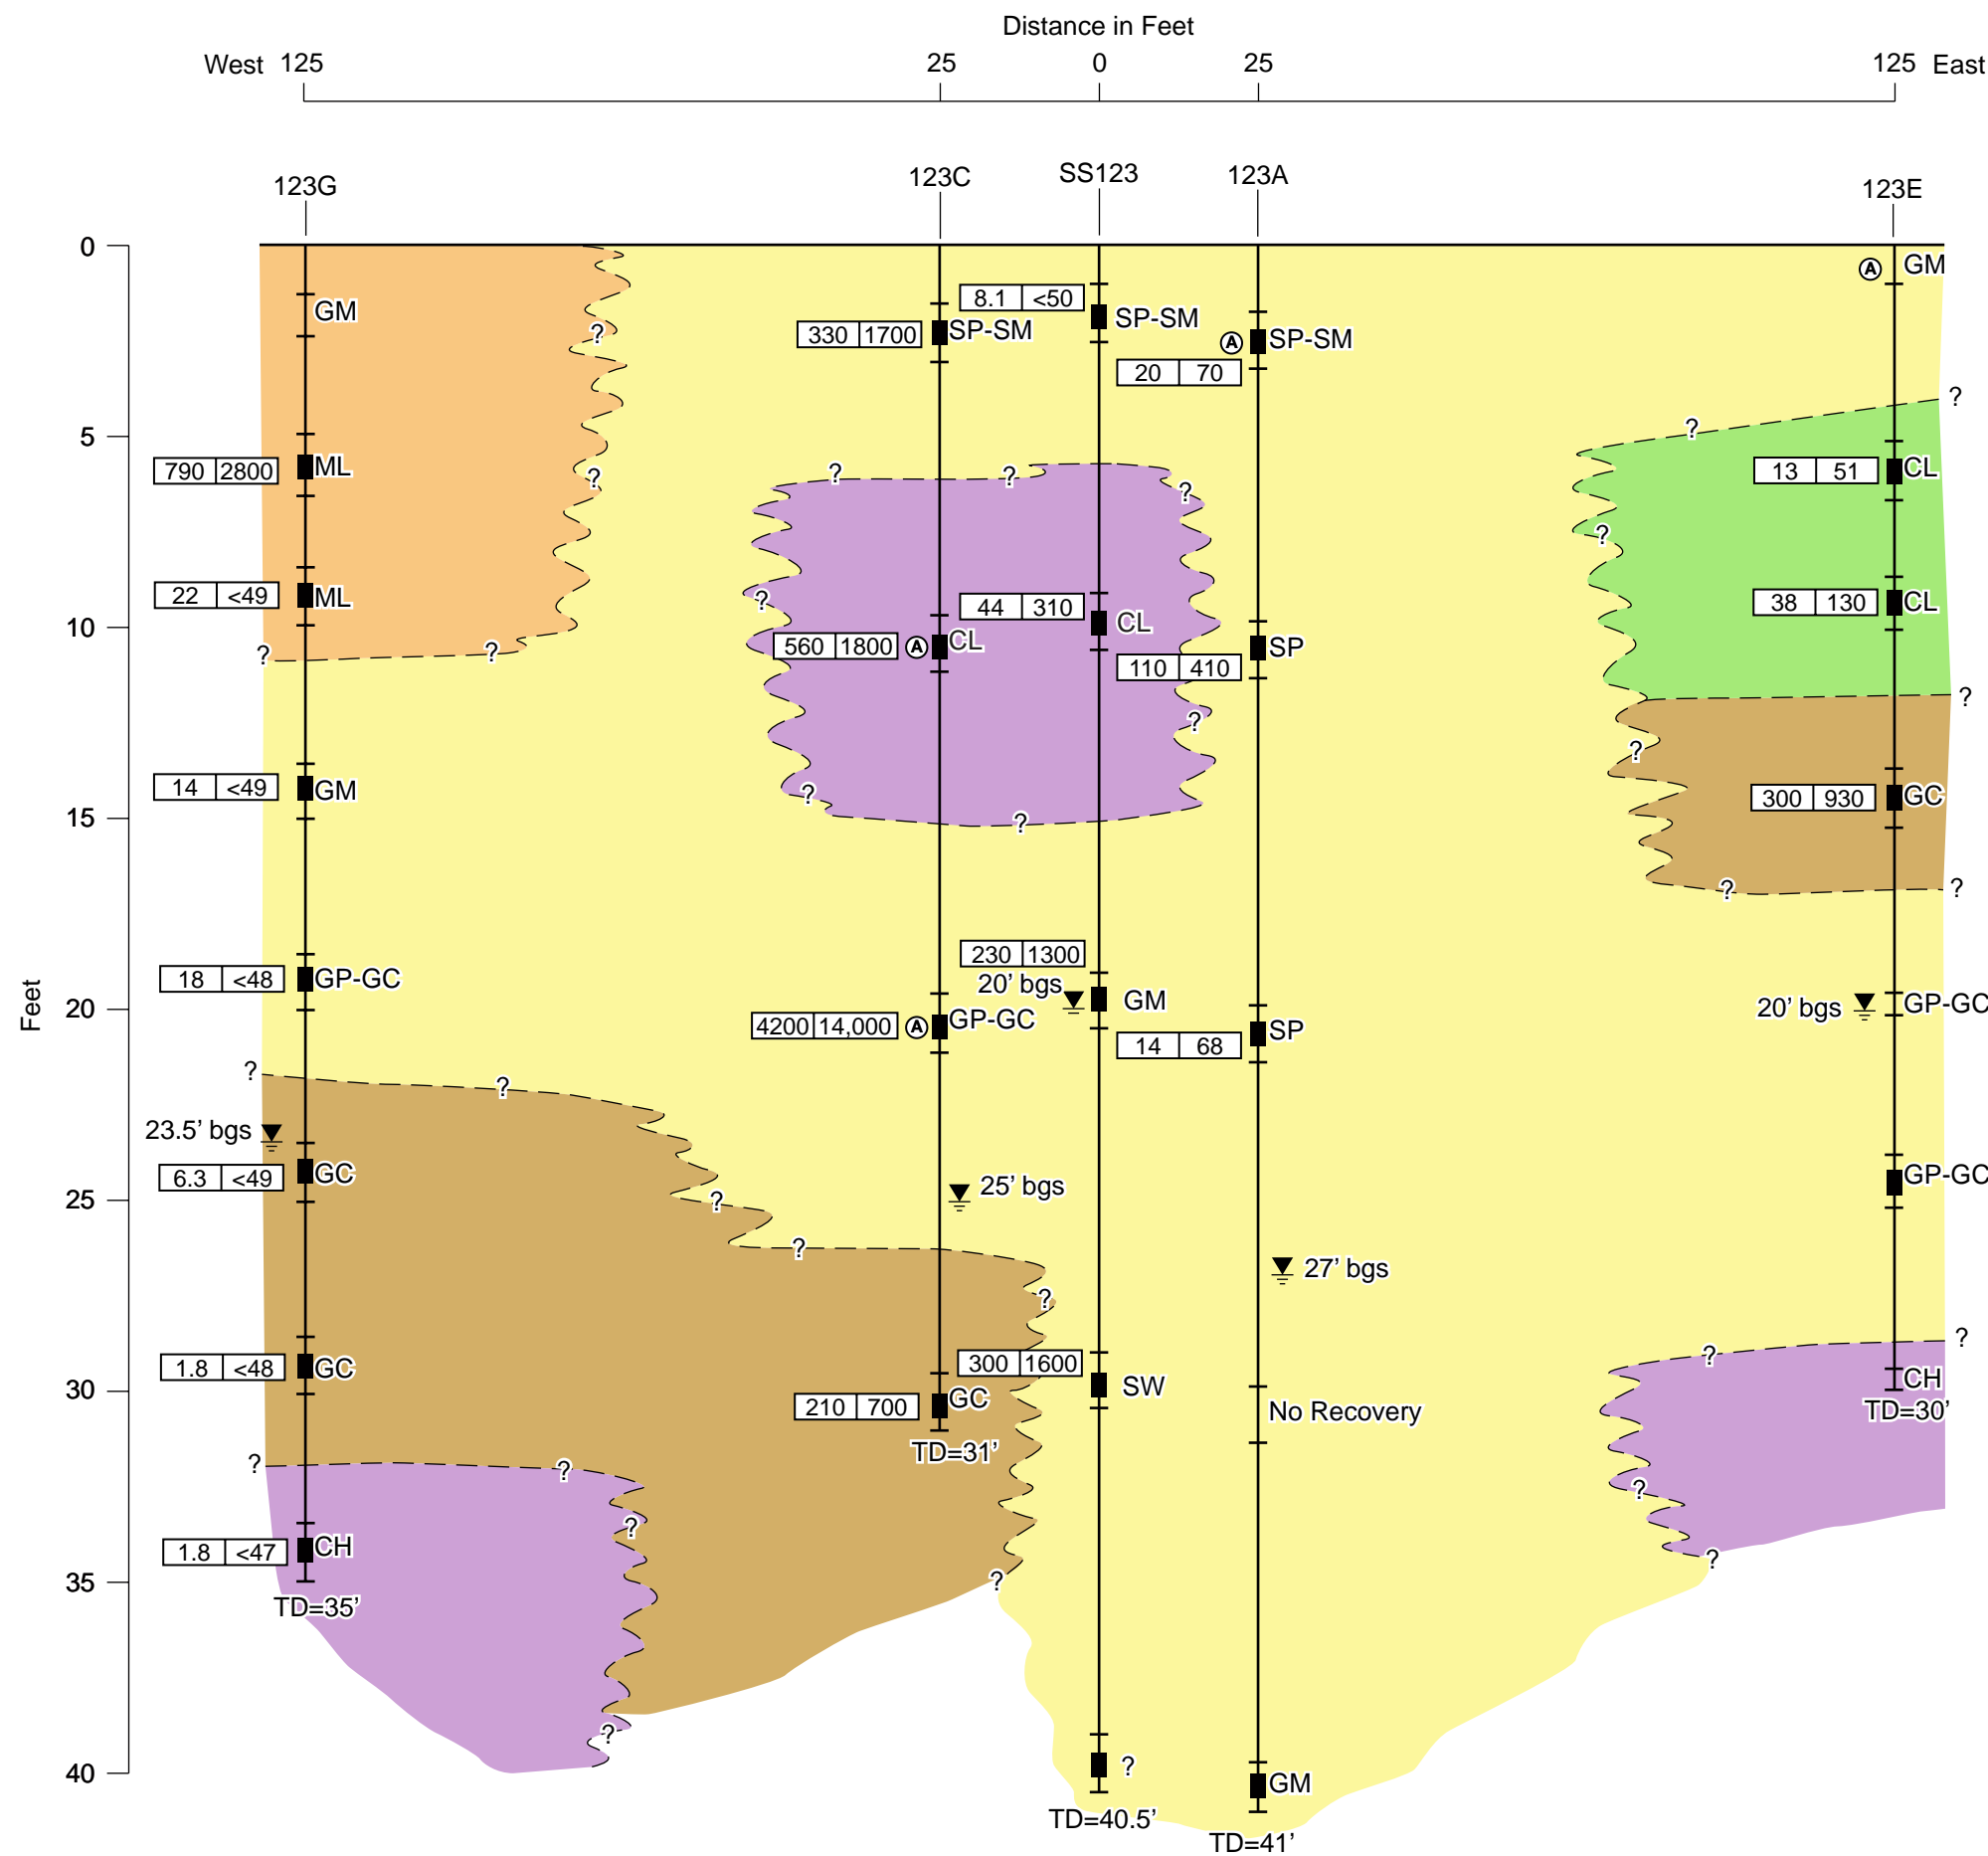 Distance in Feet
West 125 25 0 25 125 East
123G 123C SS123 123A 123E
0
A GM
8.1 <50
GM
SP-SM
330 1700 SP-SM
A SP-SM
20 70
?
?
?
5
?
790 2800 ML
?
?
?
?
13 51 CL
?
22 <49 ML
?
44 310 CL
38 130 CL
10
560 1800 A CL
SP
110 410
?
?
?
?
?
14 <49 GM
?
300 930 GC
15
?
?
?
230 1300
18 <48 GP-GC
20’ bgs
GM
20
4200 14,000 A GP-GC
SP
14 68
20’ bgs GP-GC
Feet
?
?
23.5’ bgs
6.3 <49 GC
GP-GC
25
25’ bgs
?
?
27’ bgs
?
?
?
300 1600
1.8 <48 GC
SW
CH
30
210 700 GC
No Recovery
TD=30’
TD=31’
?
?
?
?
1.8 <47 CH
?
35
?
TD=35’
?
40
?
GM
TD=40.5’
TD=41’